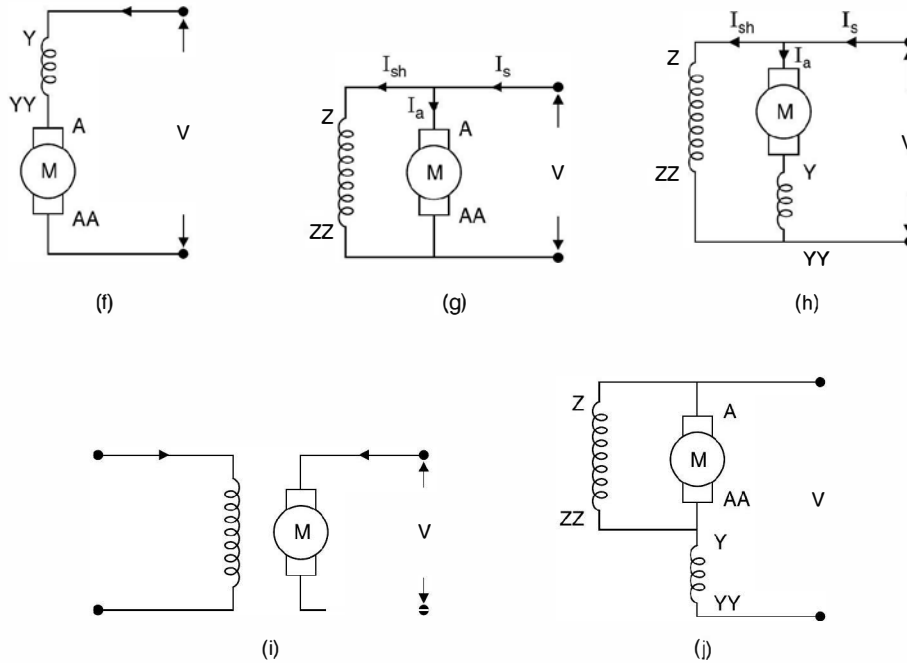 Y
YY
A
M
AA
V
(f)
I_sh I_s
I_a
Z A
M V
ZZ AA
(g)
I_sh I_s
Z I_a
M V
ZZ Y
YY
(h)
M V
(i)
Z A
M
ZZ AA V
Y
YY
(j)